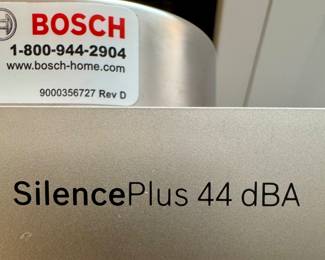 BOSCH
1-800-944-2904
www.bosch-home.com
9000356727 Rev D
SilencePlus 44 dBA